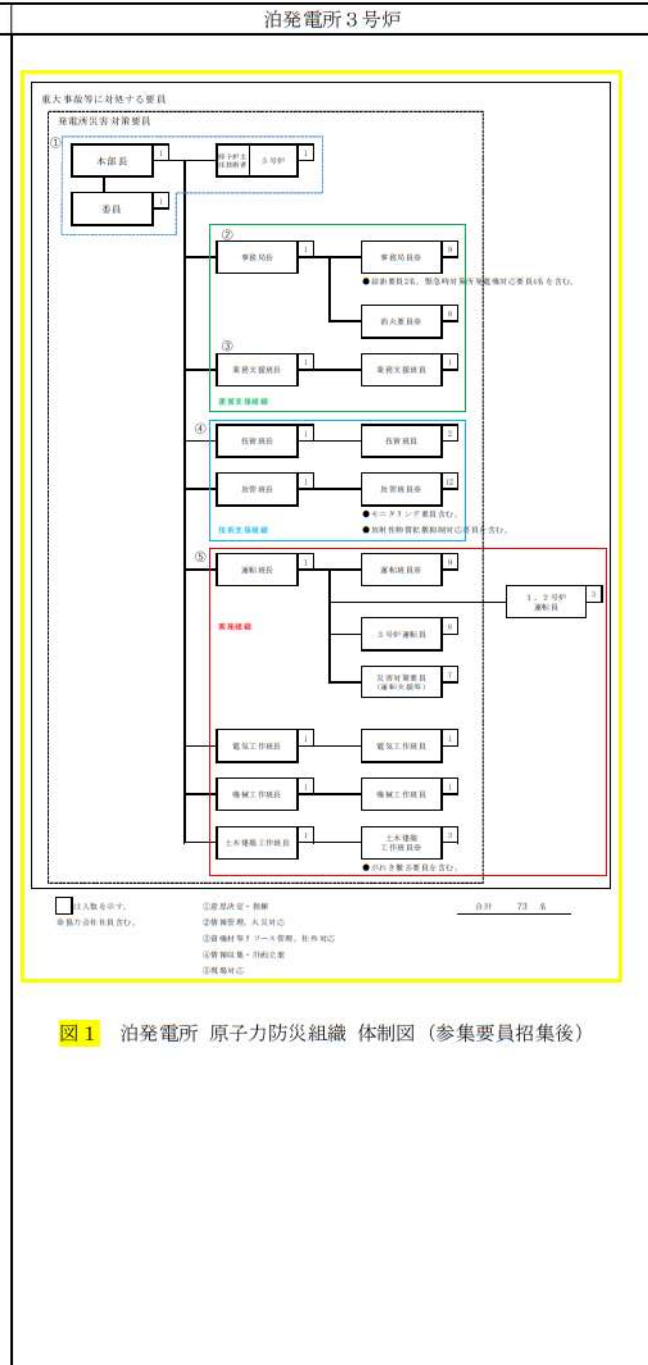 泊発電所3号炉
重大事故等に対処する要員
発電所災害対策要員
①
本部長 1
原子炉主任技術者 3号炉 1
委員 1
②
事務局長 1
事務局員※ 9
●給油要員2名，緊急時対策所発電機対応要員4名を含む。
消火要員※ 8
③
業務支援班長 1
業務支援班員 1
運営支援組織
④
技術班長 1
技術班員 2
放管班長 1
放管班員※ 12
●モニタリング要員含む。
●放射性物質拡散抑制対応要員を含む。
技術支援組織
⑤
運転班長 1
運転班員※ 9
1，2号炉運転員 3
実施組織
3号炉運転員 6
災害対策要員（運転支援等） 7
電気工作班長 1
電気工作班員 1
機械工作班長 1
機械工作班員 1
土木建築工作班長 1
土木建築工作班員※ 3
●がれき撤去要員を含む。
は人数を示す。
※協力会社社員含む。
①意思決定・指揮
②情報管理，火災対応
③資機材等リソース管理，社外対応
④情報収集・計画立案
⑤現場対応
合計 73 名
図1 泊発電所 原子力防災組織 体制図（参集要員招集後）